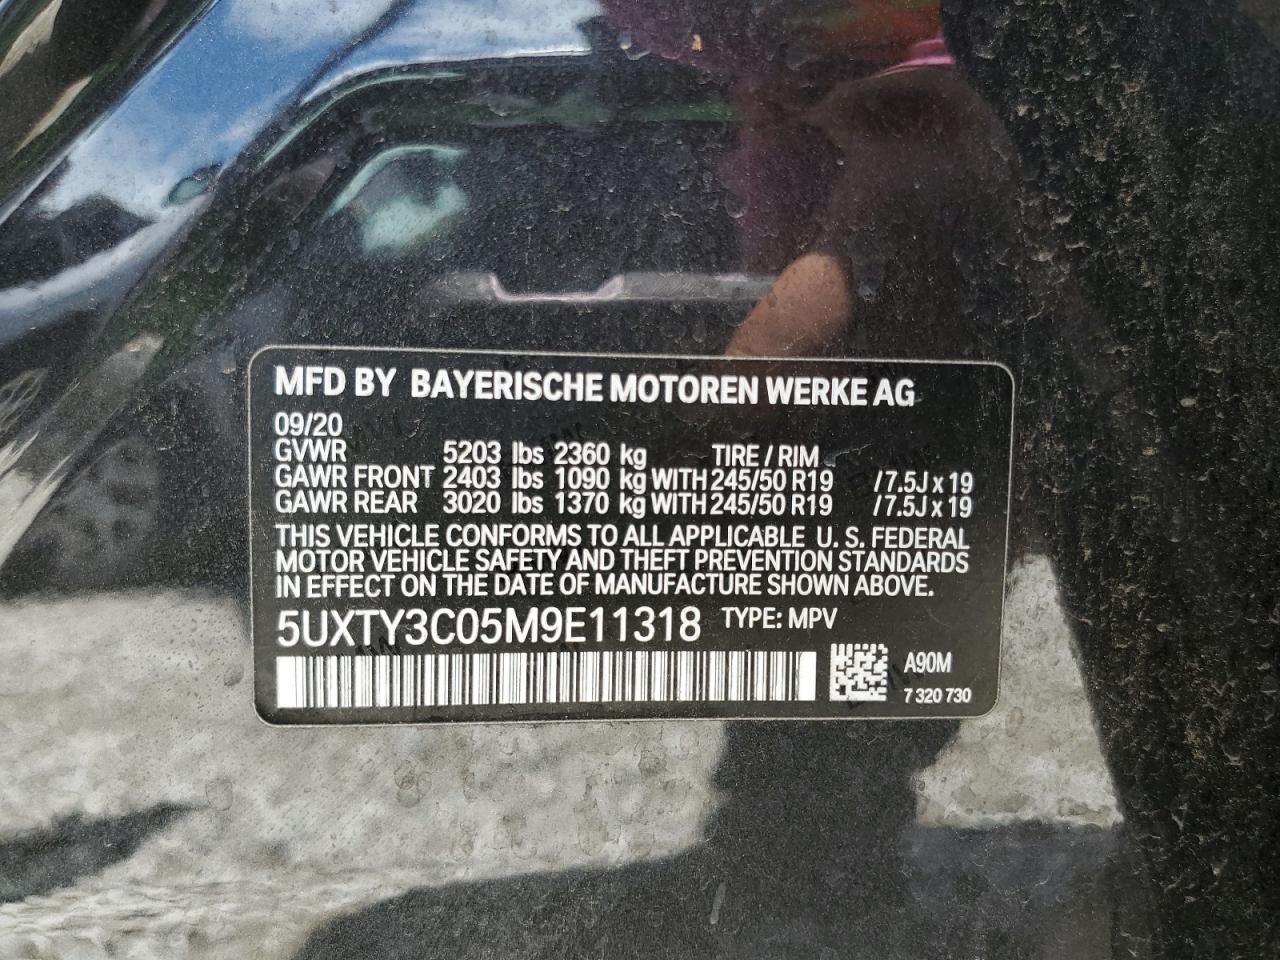 MFD BY BAYERISCHE MOTOREN WERKE AG
09/20
GVWR 5203 lbs 2360 kg TIRE / RIM
GAWR FRONT 2403 lbs 1090 kg WITH 245/50 R19 / 7.5J x 19
GAWR REAR 3020 lbs 1370 kg WITH 245/50 R19 / 7.5J x 19
THIS VEHICLE CONFORMS TO ALL APPLICABLE U. S. FEDERAL
MOTOR VEHICLE SAFETY AND THEFT PREVENTION STANDARDS
IN EFFECT ON THE DATE OF MANUFACTURE SHOWN ABOVE.
5UXTY3C05M9E11318 TYPE: MPV
A90M
7 320 730